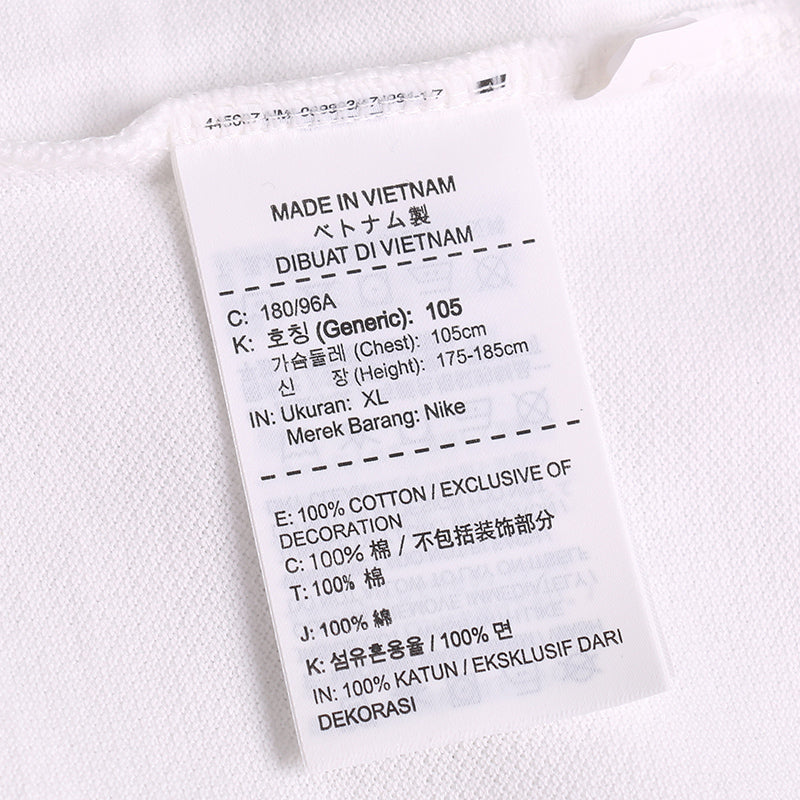 MADE IN VIETNAM
ベトナム製
DIBUAT DI VIETNAM
C: 180/96A
K: 호칭 (Generic): 105
가슴둘레 (Chest): 105cm
신 장 (Height): 175-185cm
IN: Ukuran: XL
Merek Barang: Nike
E: 100% COTTON / EXCLUSIVE OF
DECORATION
C: 100% 棉 / 不包括装饰部分
T: 100% 棉
J: 100% 綿
K: 섬유혼용율 / 100% 면
IN: 100% KATUN / EKSKLUSIF DARI
DEKORASI